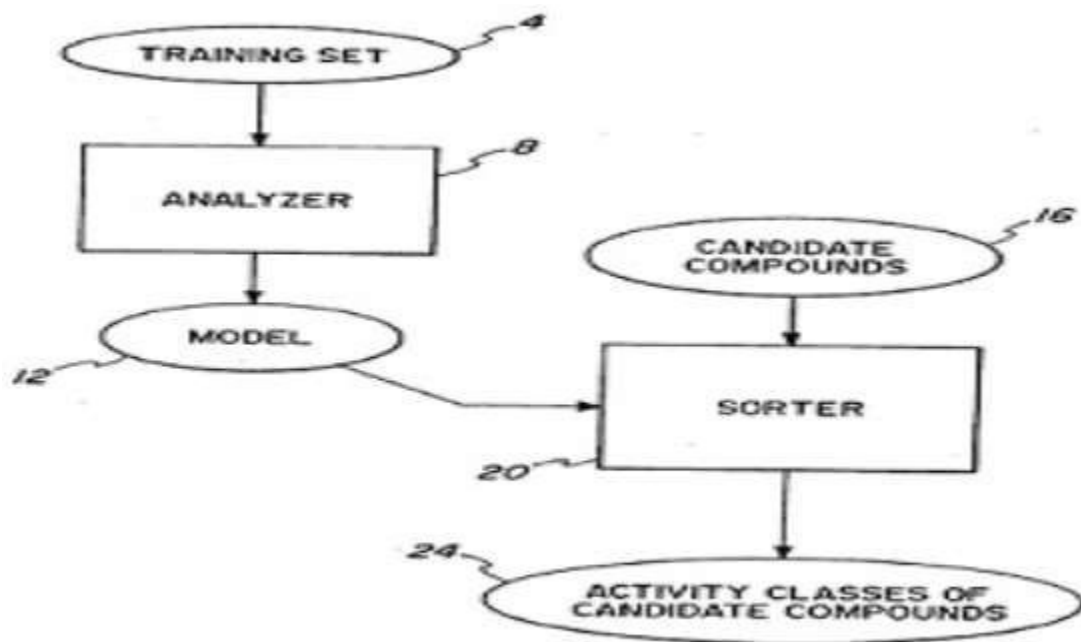 4
TRAINING SET
8
ANALYZER
16
CANDIDATE
COMPOUNDS
MODEL
12
SORTER
20
24
ACTIVITY CLASSES OF
CANDIDATE COMPOUNDS